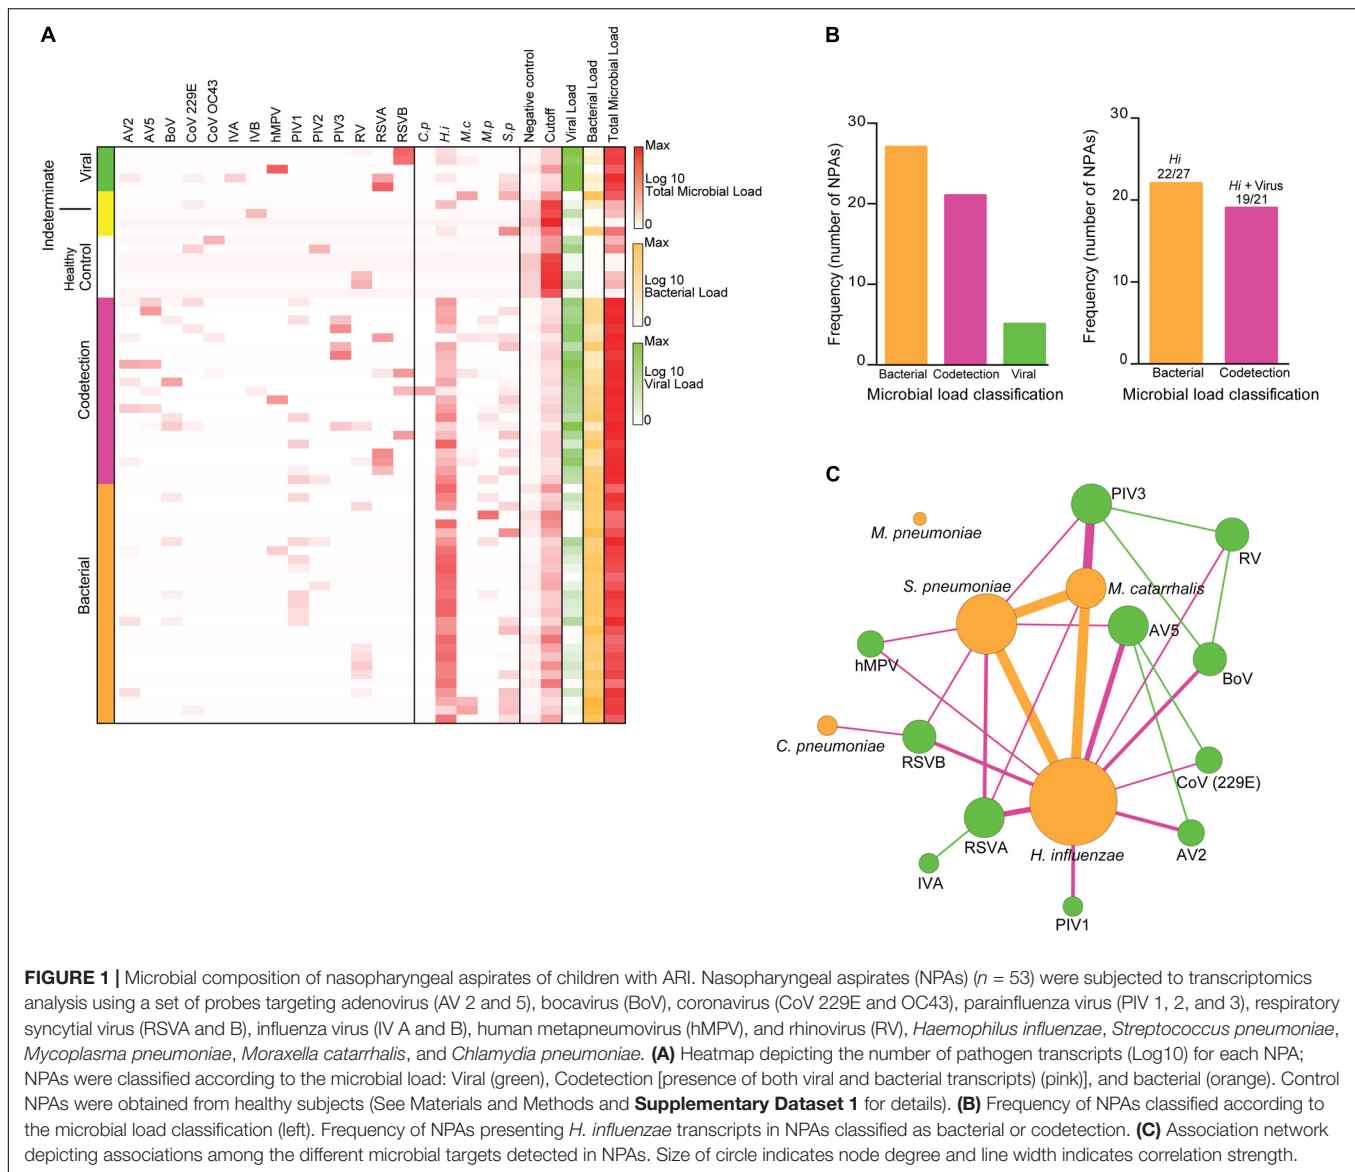 A
AV2
AV5
BoV
CoV 229E
CoV OC43
IVA
IVB
hMPV
PIV1
PIV2
PIV3
RV
RSVA
RSVB
C.p
H.i
M.c
M.p
S.p
Negative control
Cutoff
Viral Load
Bacterial Load
Total Microbial Load
Viral
Indeterminate
Healthy
Control
Codetection
Bacterial
Max
Log 10
Total Microbial Load
0
Max
Log 10
Bacterial Load
0
Max
Log 10
Viral Load
0
B
Frequency (number of NPAs)
30
20
10
0
Bacterial Codetection Viral
Microbial load classification
Frequency (number of NPAs)
30
20
10
0
Hi
22/27
Hi + Virus
19/21
Bacterial Codetection
Microbial load classification
C
PIV3
M. pneumoniae
RV
S. pneumoniae
M. catarrhalis
AV5
hMPV
BoV
C. pneumoniae
RSVB
CoV (229E)
RSVA
H. influenzae
AV2
IVA
PIV1
FIGURE 1 | Microbial composition of nasopharyngeal aspirates of children with ARI. Nasopharyngeal aspirates (NPAs) (n = 53) were subjected to transcriptomics
analysis using a set of probes targeting adenovirus (AV 2 and 5), bocavirus (BoV), coronavirus (CoV 229E and OC43), parainfluenza virus (PIV 1, 2, and 3), respiratory
syncytial virus (RSVA and B), influenza virus (IV A and B), human metapneumovirus (hMPV), and rhinovirus (RV), Haemophilus influenzae, Streptococcus pneumoniae,
Mycoplasma pneumoniae, Moraxella catarrhalis, and Chlamydia pneumoniae. (A) Heatmap depicting the number of pathogen transcripts (Log10) for each NPA;
NPAs were classified according to the microbial load: Viral (green), Codetection [presence of both viral and bacterial transcripts) (pink)], and bacterial (orange). Control
NPAs were obtained from healthy subjects (See Materials and Methods and Supplementary Dataset 1 for details). (B) Frequency of NPAs classified according to
the microbial load classification (left). Frequency of NPAs presenting H. influenzae transcripts in NPAs classified as bacterial or codetection. (C) Association network
depicting associations among the different microbial targets detected in NPAs. Size of circle indicates node degree and line width indicates correlation strength.